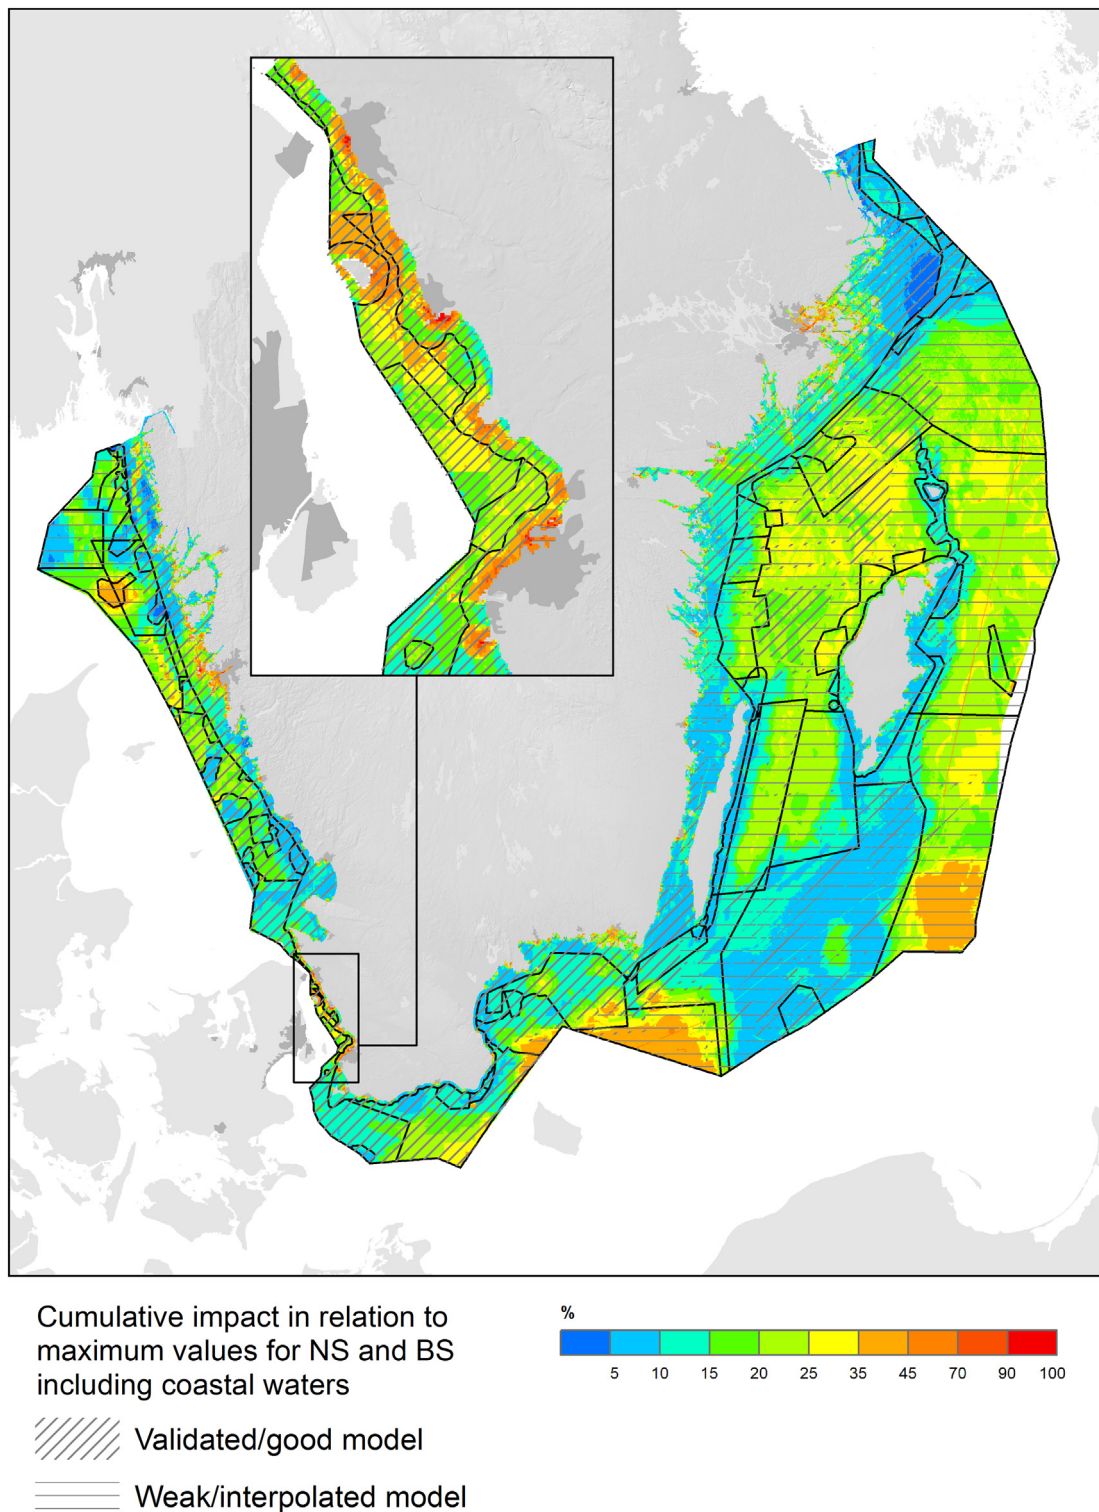 Cumulative impact in relation to
maximum values for NS and BS
including coastal waters
Validated/good model
Weak/interpolated model
%
5 10 15 20 25 35 45 70 90 100